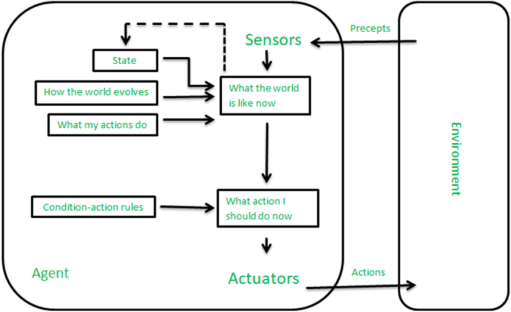 Sensors
Precepts
State
How the world evolves
What the world
is like now
What my actions do
Environment
Condition-action rules
What action I
should do now
Agent
Actuators
Actions